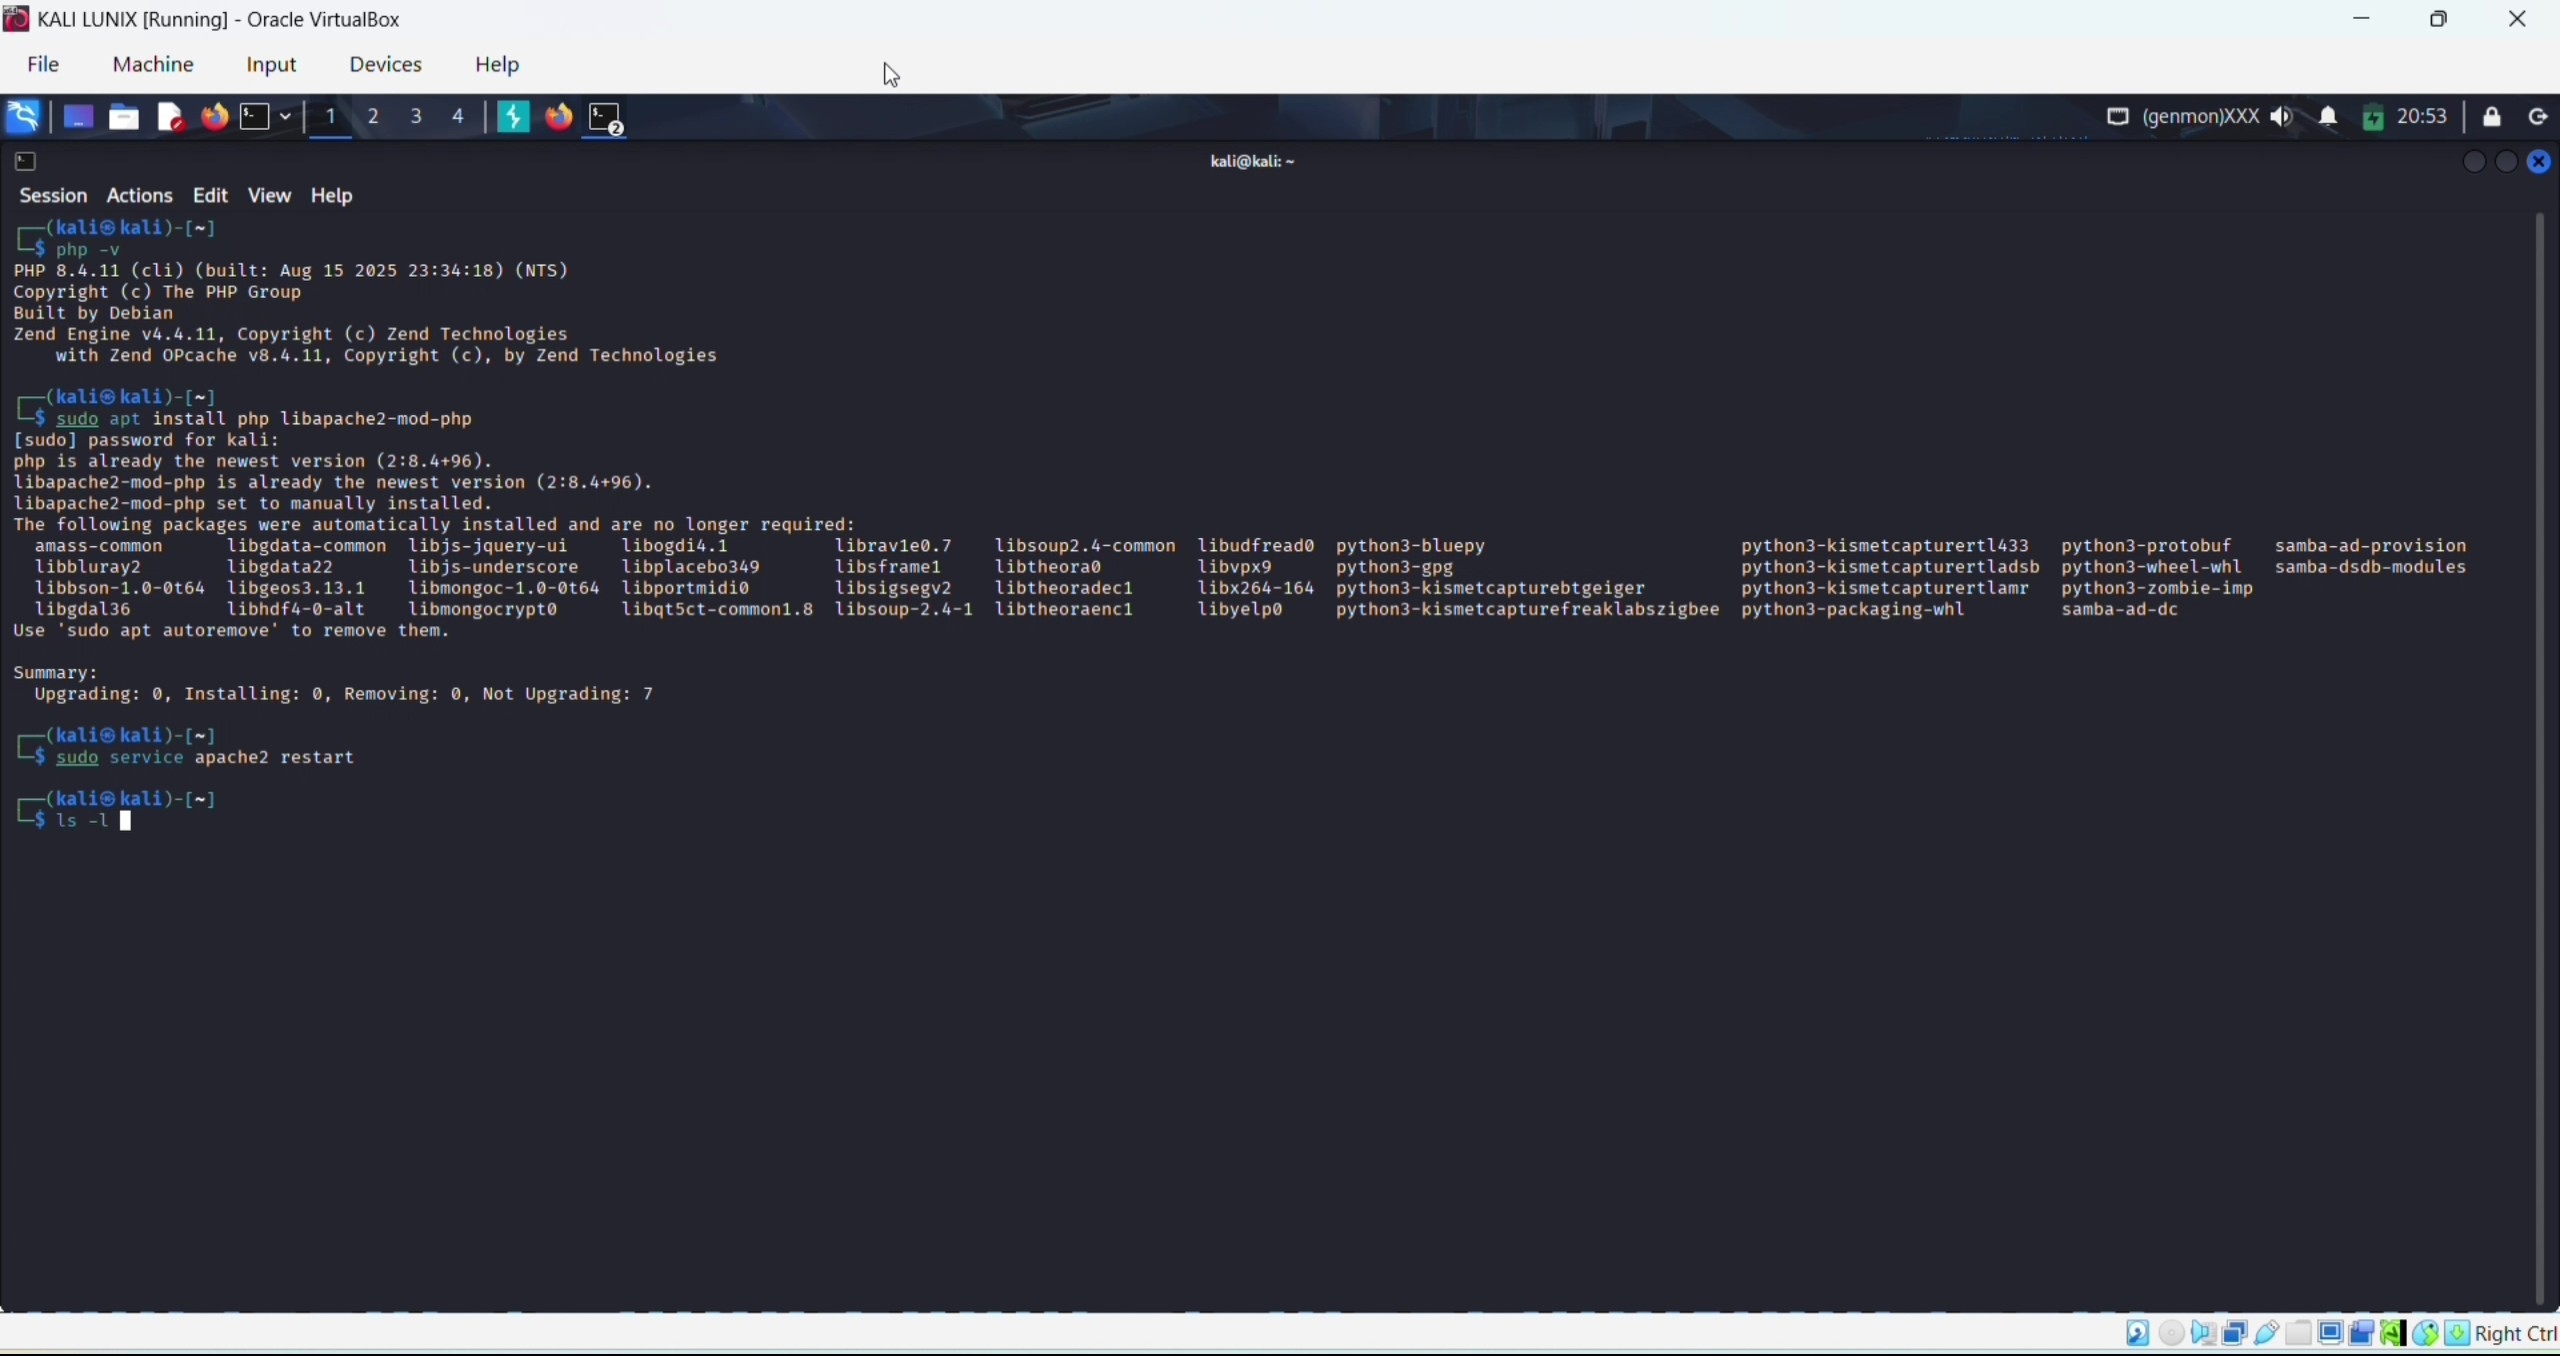 KALI LUNIX [Running] - Oracle VirtualBox
File Machine Input Devices Help
1 2 3 4 2 (genmon)XXX 20:53
kali@kali: ~
Session Actions Edit View Help
┌──(kali㉿kali)-[~]
└─$ php -v
PHP 8.4.11 (cli) (built: Aug 15 2025 23:34:18) (NTS)
Copyright (c) The PHP Group
Built by Debian
Zend Engine v4.4.11, Copyright (c) Zend Technologies
with Zend OPcache v8.4.11, Copyright (c), by Zend Technologies
┌──(kali㉿kali)-[~]
└─$ sudo apt install php libapache2-mod-php
[sudo] password for kali:
php is already the newest version (2:8.4+96).
libapache2-mod-php is already the newest version (2:8.4+96).
libapache2-mod-php set to manually installed.
The following packages were automatically installed and are no longer required:
amass-common libgdata-common libjs-jquery-ui libogdi4.1 librav1e0.7 libsoup2.4-common libudfread0 python3-bluepy python3-kismetcapturertl433 python3-protobuf samba-ad-provision
libbluray2 libgdata22 libjs-underscore libplacebo349 libsframe1 libtheora0 libvpx9 python3-gpg python3-kismetcapturertladsb python3-wheel-whl samba-dsdb-modules
libbson-1.0-0t64 libgeos3.13.1 libmongoc-1.0-0t64 libportmidi0 libsigsegv2 libtheoradec1 libx264-164 python3-kismetcapturebtgeiger python3-kismetcapturertlamr python3-zombie-imp
libgdal36 libhdf4-0-alt libmongocrypt0 libqt5ct-common1.8 libsoup-2.4-1 libtheoraenc1 libyelp0 python3-kismetcapturefreaklabszigbee python3-packaging-whl samba-ad-dc
Use 'sudo apt autoremove' to remove them.
Summary:
Upgrading: 0, Installing: 0, Removing: 0, Not Upgrading: 7
┌──(kali㉿kali)-[~]
└─$ sudo service apache2 restart
┌──(kali㉿kali)-[~]
└─$ ls -l
Right Ctrl